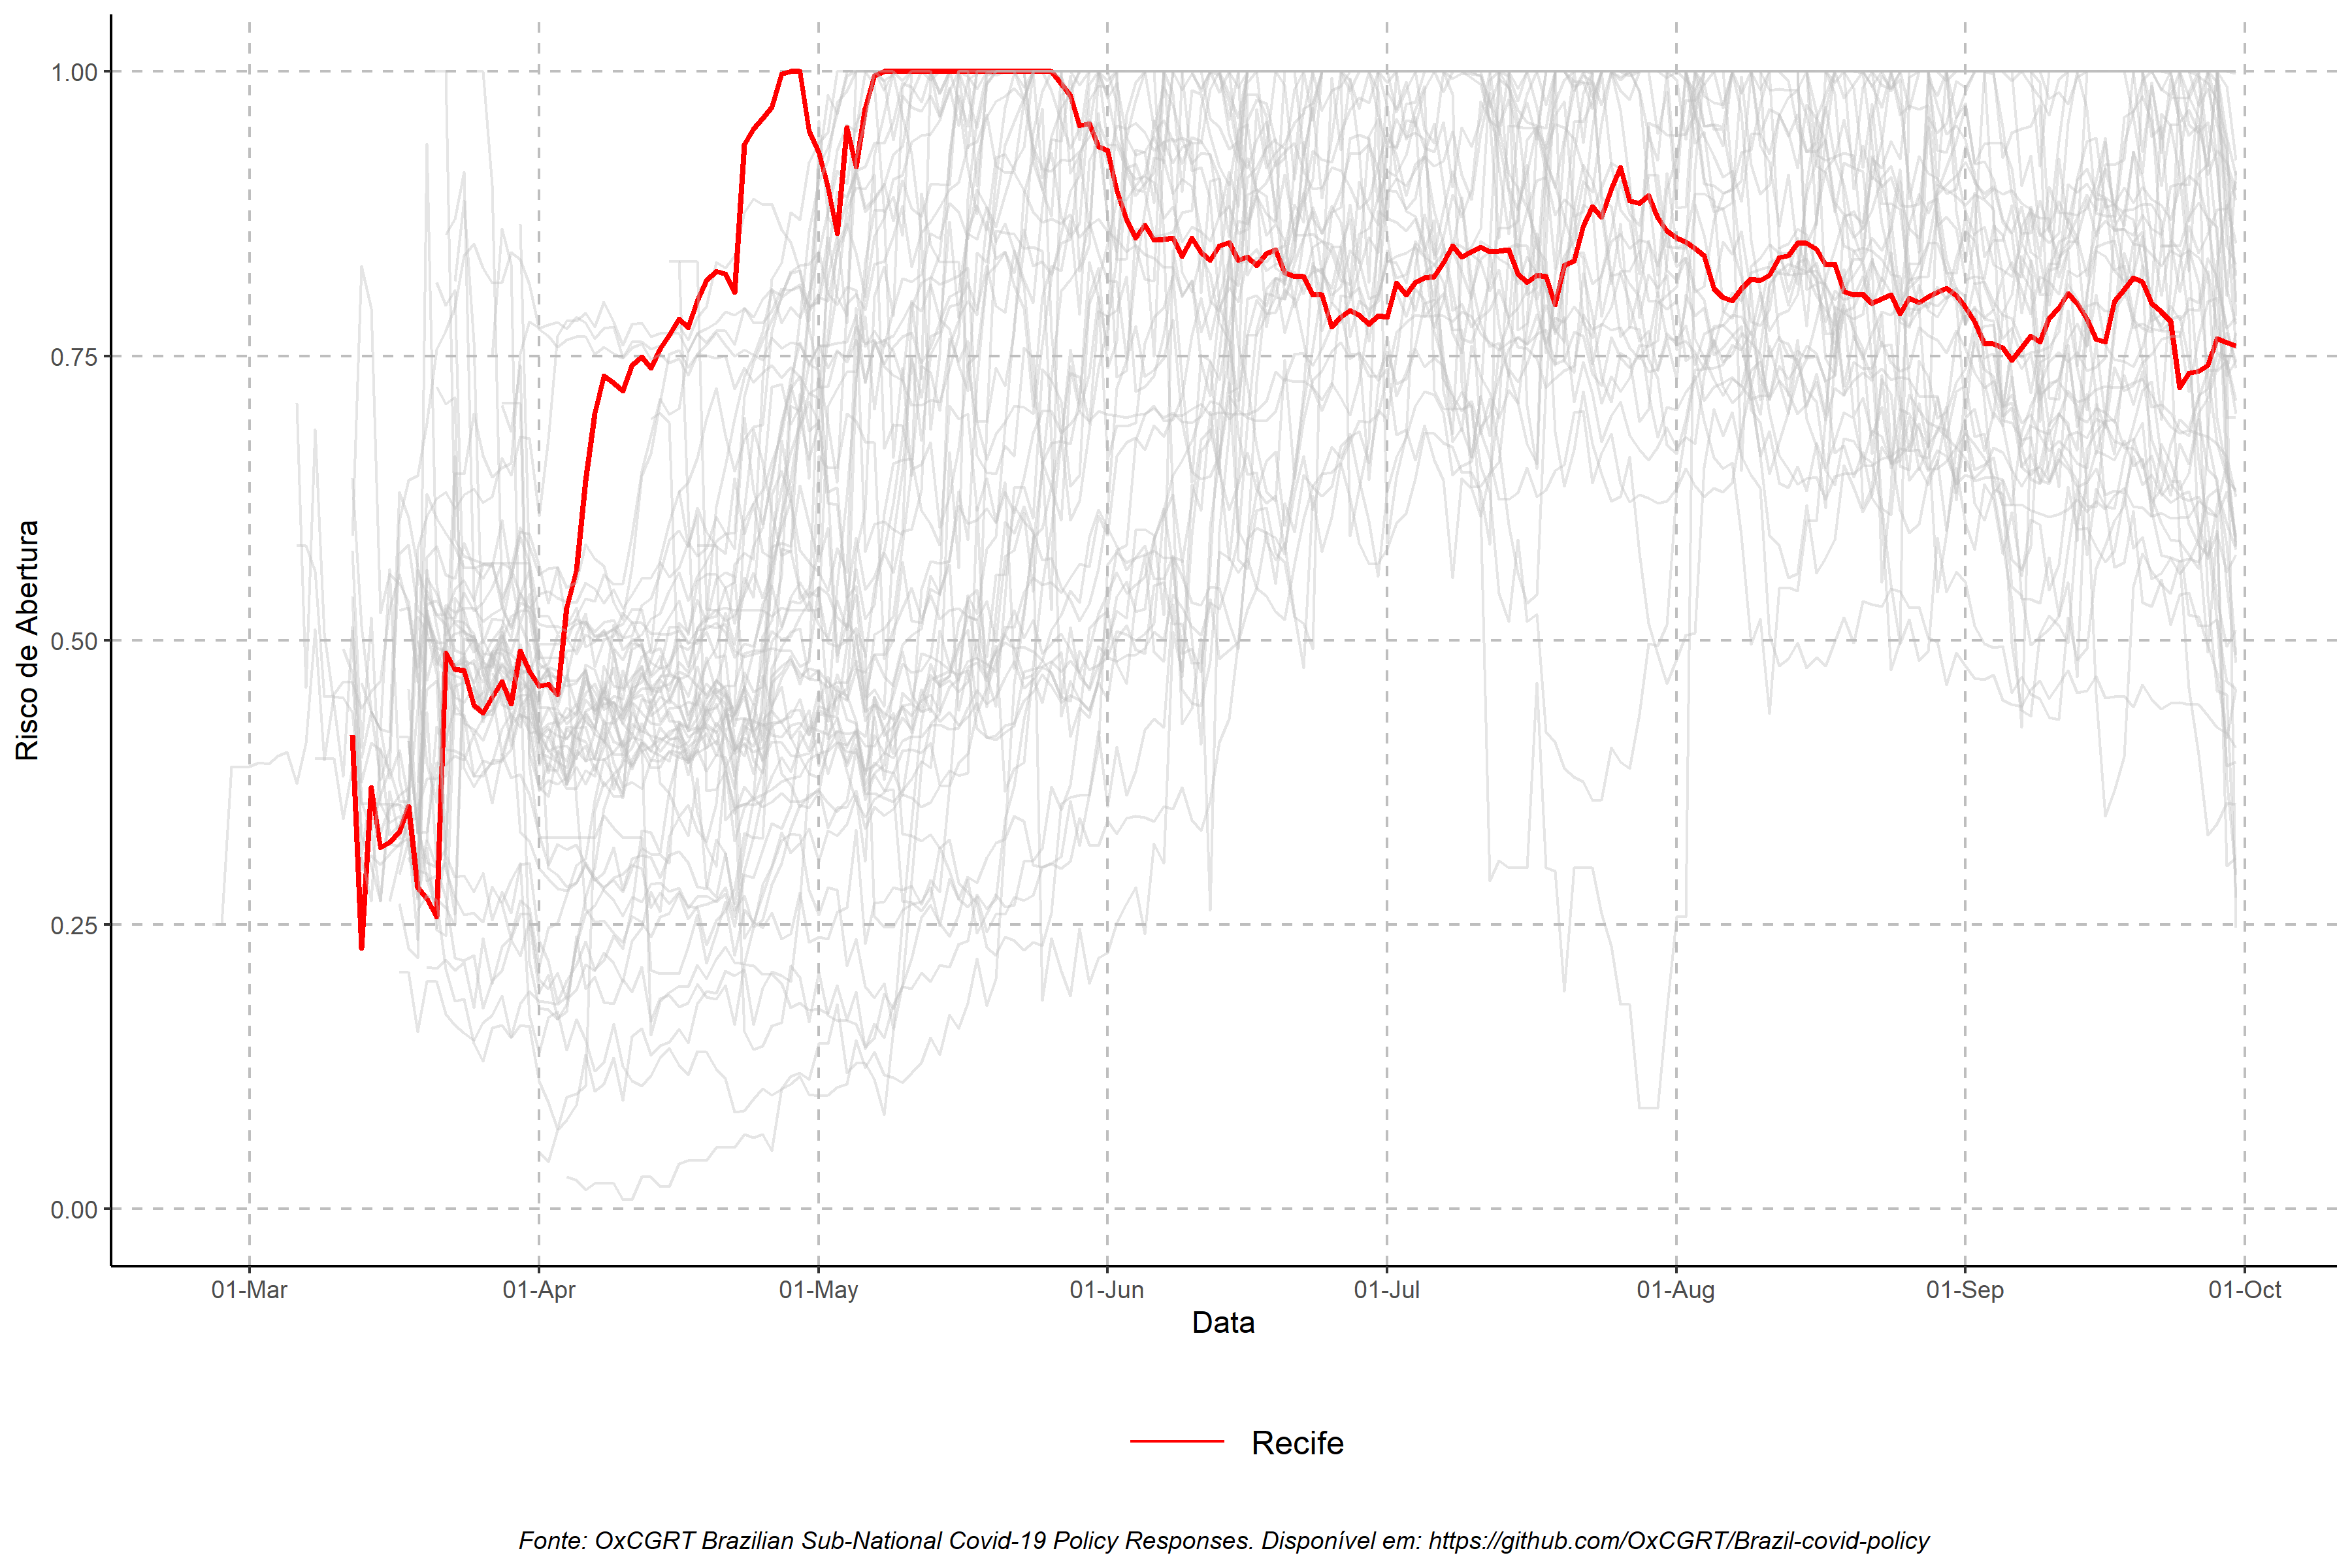 Risco de Abertura
1.00
0.75
0.50
0.25
0.00
01-Mar 01-Apr 01-May 01-Jun 01-Jul 01-Aug 01-Sep 01-Oct
Data
Recife
Fonte: OxCGRT Brazilian Sub-National Covid-19 Policy Responses. Disponível em: https://github.com/OxCGRT/Brazil-covid-policy